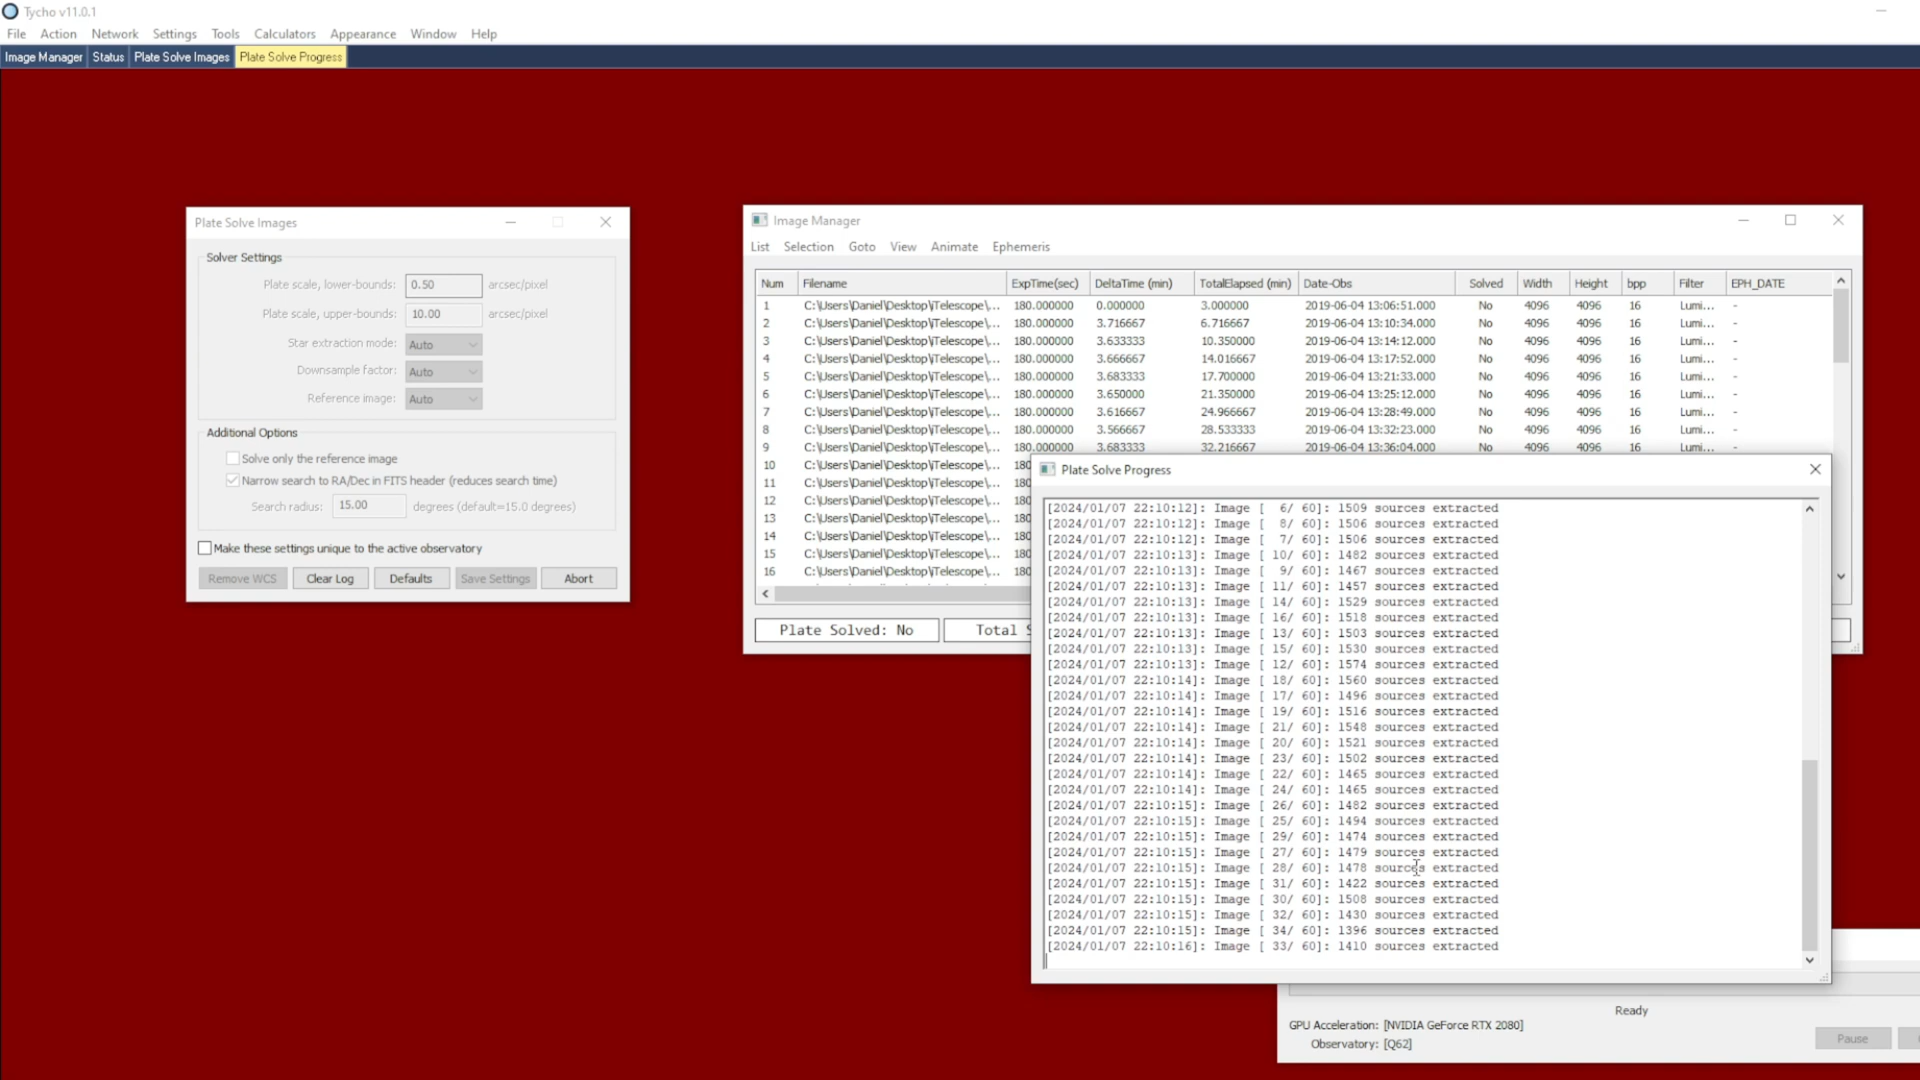 Tycho v11.0.1
File Action Network Settings Tools Calculators Appearance Window Help
Image Manager Status Plate Solve Images Plate Solve Progress
Plate Solve Images
Solver Settings
Plate scale, lower-bounds: 0.50 arcsec/pixel
Plate scale, upper-bounds: 10.00 arcsec/pixel
Star extraction mode: Auto
Downsample factor: Auto
Reference image: Auto
Additional Options
Solve only the reference image
Narrow search to RA/Dec in FITS header (reduces search time)
Search radius: 15.00 degrees (default=15.0 degrees)
Make these settings unique to the active observatory
Remove WCS Clear Log Defaults Save Settings Abort
Image Manager
List Selection Goto View Animate Ephemeris
Num Filename ExpTime(sec) DeltaTime (min) TotalElapsed (min) Date-Obs Solved Width Height bpp Filter EPH_DATE
1 C:\Users\Daniel\Desktop\iTelescope\... 180.000000 0.000000 3.000000 2019-06-04 13:06:51.000 No 4096 4096 16 Lumi... -
2 C:\Users\Daniel\Desktop\iTelescope\... 180.000000 3.716667 6.716667 2019-06-04 13:10:34.000 No 4096 4096 16 Lumi... -
3 C:\Users\Daniel\Desktop\iTelescope\... 180.000000 3.633333 10.350000 2019-06-04 13:14:12.000 No 4096 4096 16 Lumi... -
4 C:\Users\Daniel\Desktop\iTelescope\... 180.000000 3.666667 14.016667 2019-06-04 13:17:52.000 No 4096 4096 16 Lumi... -
5 C:\Users\Daniel\Desktop\iTelescope\... 180.000000 3.683333 17.700000 2019-06-04 13:21:33.000 No 4096 4096 16 Lumi... -
6 C:\Users\Daniel\Desktop\iTelescope\... 180.000000 3.650000 21.350000 2019-06-04 13:25:12.000 No 4096 4096 16 Lumi... -
7 C:\Users\Daniel\Desktop\iTelescope\... 180.000000 3.616667 24.966667 2019-06-04 13:28:49.000 No 4096 4096 16 Lumi... -
8 C:\Users\Daniel\Desktop\iTelescope\... 180.000000 3.566667 28.533333 2019-06-04 13:32:23.000 No 4096 4096 16 Lumi... -
9 C:\Users\Daniel\Desktop\iTelescope\... 180.000000 3.683333 32.216667 2019-06-04 13:36:04.000 No 4096 4096 16 Lumi... -
10 C:\Users\Daniel\Desktop\iTelescope\... 180
11 C:\Users\Daniel\Desktop\iTelescope\... 180
12 C:\Users\Daniel\Desktop\iTelescope\... 180
13 C:\Users\Daniel\Desktop\iTelescope\... 180
14 C:\Users\Daniel\Desktop\iTelescope\... 180
15 C:\Users\Daniel\Desktop\iTelescope\... 180
16 C:\Users\Daniel\Desktop\iTelescope\... 180
Plate Solved: No Total
Plate Solve Progress
[2024/01/07 22:10:12]: Image [ 6/ 60]: 1509 sources extracted
[2024/01/07 22:10:12]: Image [ 8/ 60]: 1506 sources extracted
[2024/01/07 22:10:12]: Image [ 7/ 60]: 1506 sources extracted
[2024/01/07 22:10:13]: Image [ 10/ 60]: 1482 sources extracted
[2024/01/07 22:10:13]: Image [ 9/ 60]: 1467 sources extracted
[2024/01/07 22:10:13]: Image [ 11/ 60]: 1457 sources extracted
[2024/01/07 22:10:13]: Image [ 14/ 60]: 1529 sources extracted
[2024/01/07 22:10:13]: Image [ 16/ 60]: 1518 sources extracted
[2024/01/07 22:10:13]: Image [ 13/ 60]: 1503 sources extracted
[2024/01/07 22:10:13]: Image [ 15/ 60]: 1530 sources extracted
[2024/01/07 22:10:13]: Image [ 12/ 60]: 1574 sources extracted
[2024/01/07 22:10:14]: Image [ 18/ 60]: 1560 sources extracted
[2024/01/07 22:10:14]: Image [ 17/ 60]: 1496 sources extracted
[2024/01/07 22:10:14]: Image [ 19/ 60]: 1516 sources extracted
[2024/01/07 22:10:14]: Image [ 21/ 60]: 1548 sources extracted
[2024/01/07 22:10:14]: Image [ 20/ 60]: 1521 sources extracted
[2024/01/07 22:10:14]: Image [ 23/ 60]: 1502 sources extracted
[2024/01/07 22:10:14]: Image [ 22/ 60]: 1465 sources extracted
[2024/01/07 22:10:14]: Image [ 24/ 60]: 1465 sources extracted
[2024/01/07 22:10:15]: Image [ 26/ 60]: 1482 sources extracted
[2024/01/07 22:10:15]: Image [ 25/ 60]: 1494 sources extracted
[2024/01/07 22:10:15]: Image [ 29/ 60]: 1474 sources extracted
[2024/01/07 22:10:15]: Image [ 27/ 60]: 1479 sources extracted
[2024/01/07 22:10:15]: Image [ 28/ 60]: 1478 sources extracted
[2024/01/07 22:10:15]: Image [ 31/ 60]: 1422 sources extracted
[2024/01/07 22:10:15]: Image [ 30/ 60]: 1508 sources extracted
[2024/01/07 22:10:15]: Image [ 32/ 60]: 1430 sources extracted
[2024/01/07 22:10:15]: Image [ 34/ 60]: 1396 sources extracted
[2024/01/07 22:10:16]: Image [ 33/ 60]: 1410 sources extracted
Ready
GPU Acceleration: [NVIDIA GeForce RTX 2080]
Observatory: [Q62]
Pause